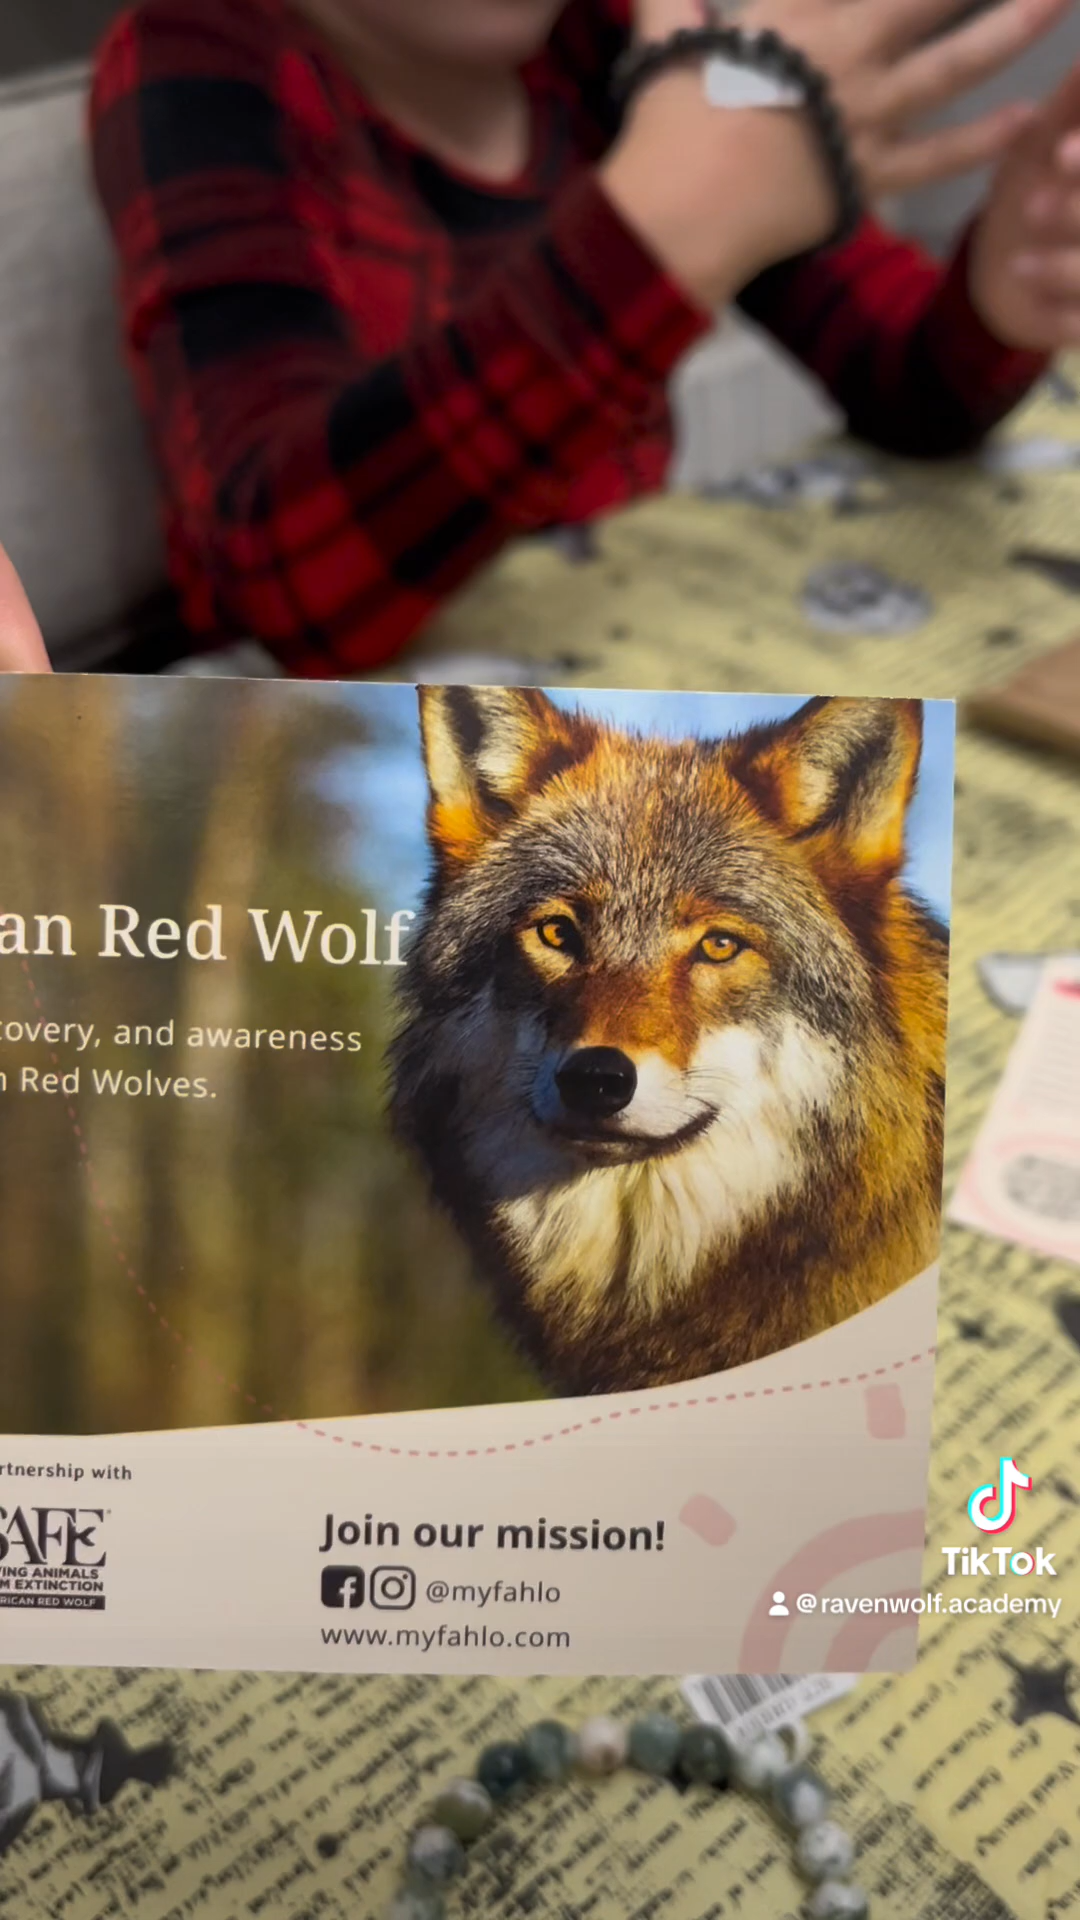 an Red Wolf
covery, and awareness
n Red Wolves.
rtnership with
SAFE
ING ANIMALS
M EXTINCTION
RICAN RED WOLF
Join our mission!
@myfahlo
www.myfahlo.com
TikTok
@ravenwolf.academy